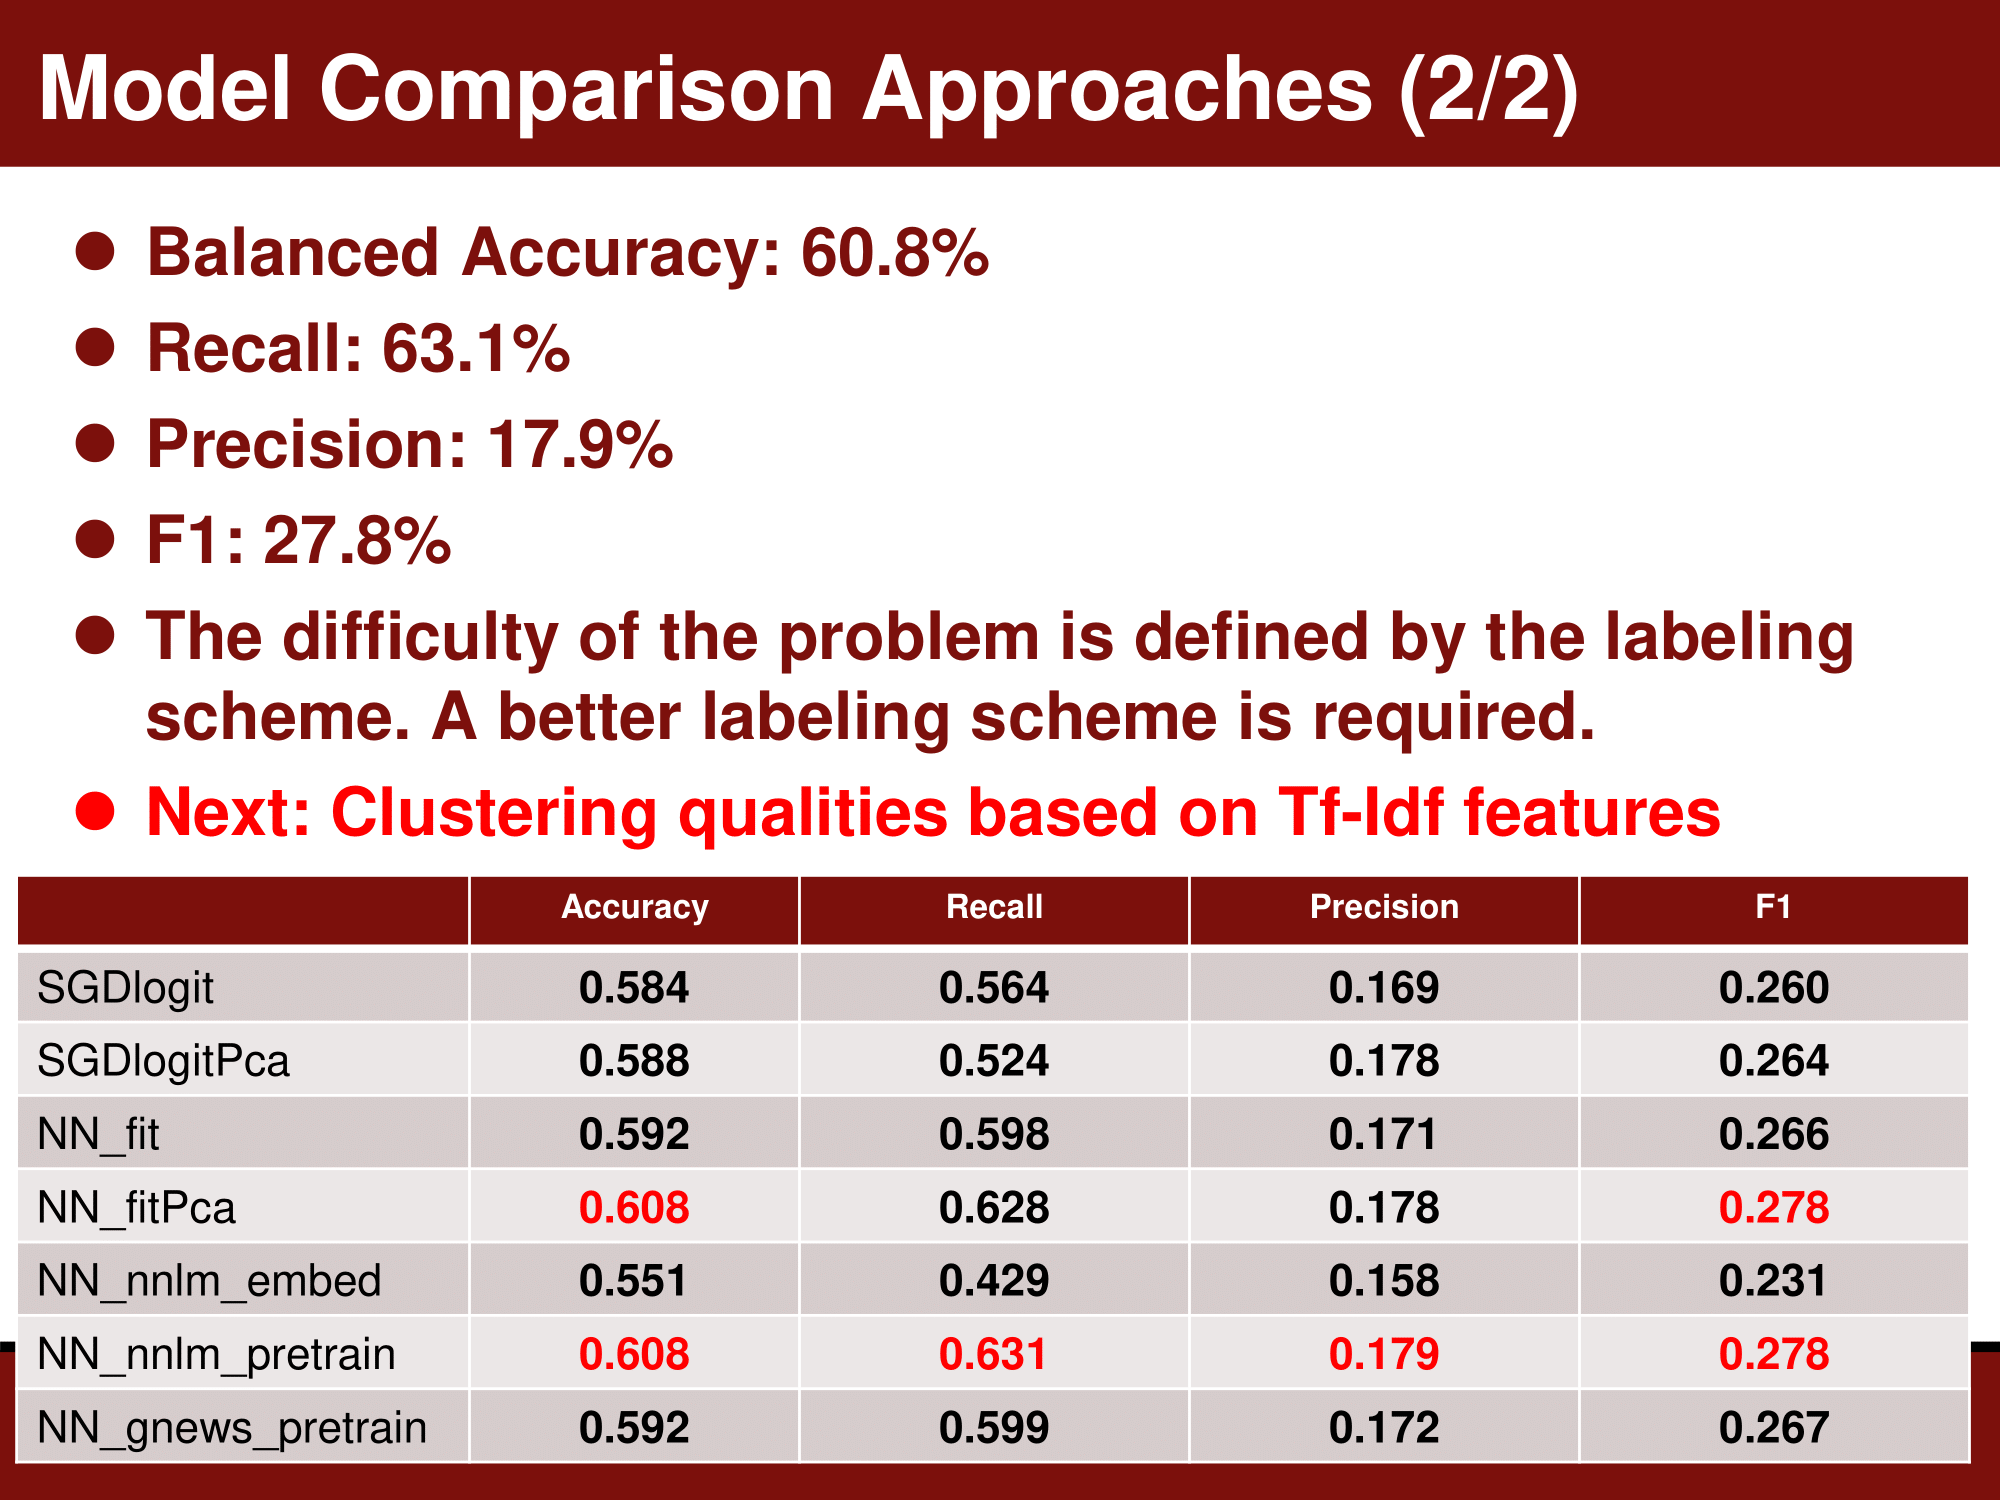 Model Comparison Approaches (2/2)
● Balanced Accuracy: 60.8%
● Recall: 63.1%
● Precision: 17.9%
● F1: 27.8%
● The difficulty of the problem is defined by the labeling
scheme. A better labeling scheme is required.
● Next: Clustering qualities based on Tf-Idf features
Accuracy Recall Precision F1
SGDlogit 0.584 0.564 0.169 0.260
SGDlogitPca 0.588 0.524 0.178 0.264
NN_fit 0.592 0.598 0.171 0.266
NN_fitPca 0.608 0.628 0.178 0.278
NN_nnlm_embed 0.551 0.429 0.158 0.231
NN_nnlm_pretrain 0.608 0.631 0.179 0.278
NN_gnews_pretrain 0.592 0.599 0.172 0.267